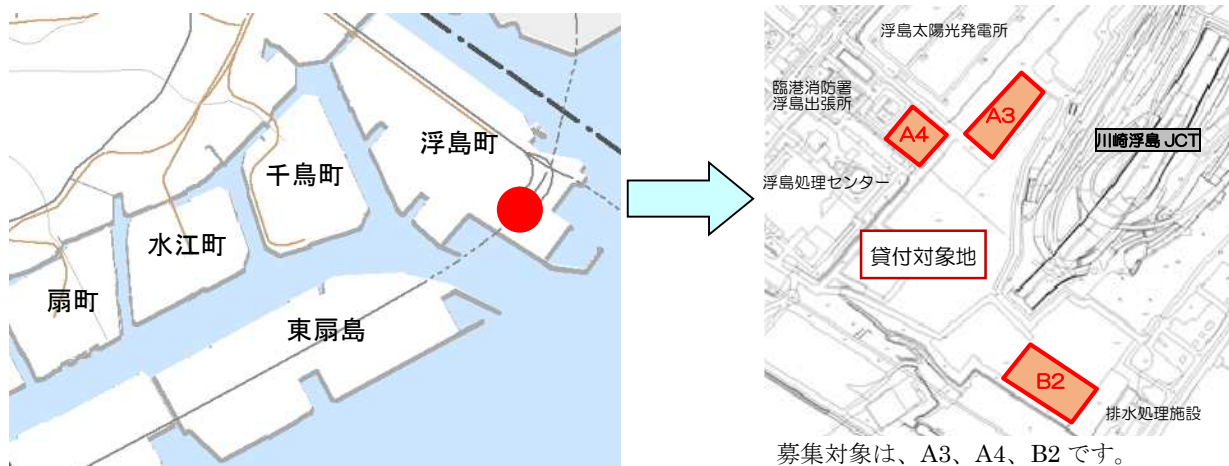 浮島町
千鳥町
水江町
扇町
東扇島
浮島太陽光発電所
臨港消防署
浮島出張所
A4
A3
川崎浮島 JCT
浮島処理センター
貸付対象地
B2
排水処理施設
募集対象は、A3、A4、B2 です。